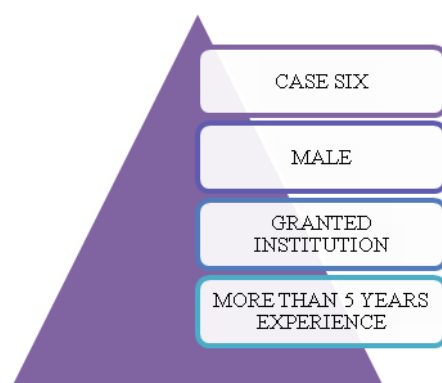 CASE SIX
MALE
GRANTED
INSTITUTION
MORE THAN 5 YEARS
EXPERIENCE